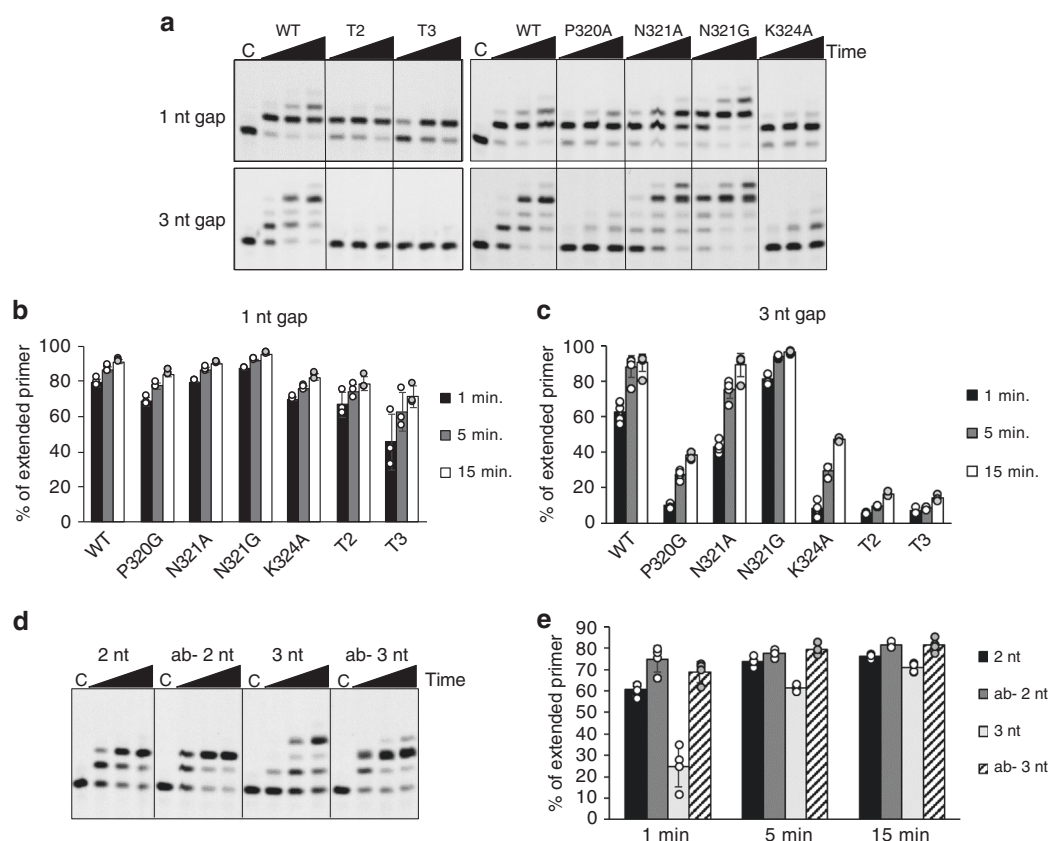 a
WT T2 T3 WT P320A N321A N321G K324A
C C Time
1 nt gap
3 nt gap
b
1 nt gap
% of extended primer
100
80
60
40
20
0
WT P320G N321A N321G K324A T2 T3
1 min.
5 min.
15 min.
c
3 nt gap
% of extended primer
100
80
60
40
20
0
WT P320G N321A N321G K324A T2 T3
1 min.
5 min.
15 min.
d
2 nt ab- 2 nt 3 nt ab- 3 nt
C C C C Time
e
% of extended primer
90
80
70
60
50
40
30
20
10
0
1 min 5 min 15 min
2 nt
ab- 2 nt
3 nt
ab- 3 nt